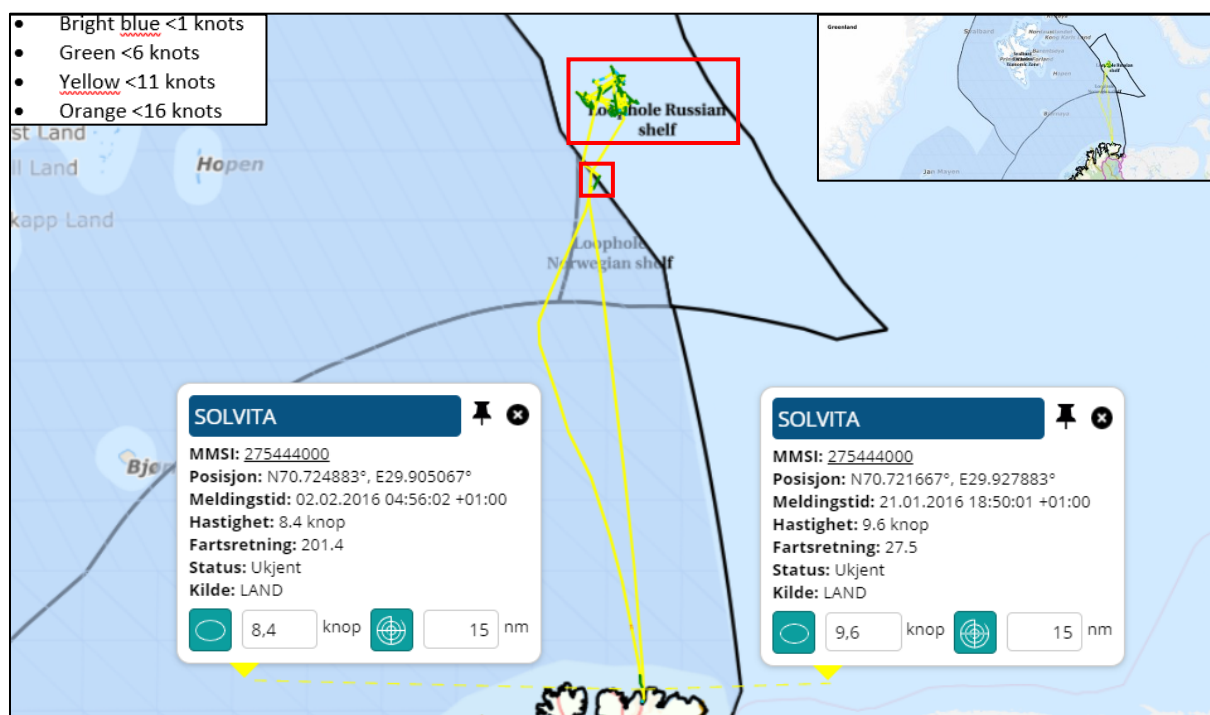 • Bright blue <1 knots
• Green <6 knots
• Yellow <11 knots
• Orange <16 knots
st Land
ll Land
Hopen
kapp Land
Loophole Russian
shelf
Loophole
Norwegian shelf
Greenland
Svalbard
Hopen
Bjørnøya
Jan Mayen
Bjø
SOLVITA
MMSI: 275444000
Posisjon: N70.724883°, E29.905067°
Meldingstid: 02.02.2016 04:56:02 +01:00
Hastighet: 8.4 knop
Fartsretning: 201.4
Status: Ukjent
Kilde: LAND
8,4 knop 15 nm
SOLVITA
MMSI: 275444000
Posisjon: N70.721667°, E29.927883°
Meldingstid: 21.01.2016 18:50:01 +01:00
Hastighet: 9.6 knop
Fartsretning: 27.5
Status: Ukjent
Kilde: LAND
9,6 knop 15 nm